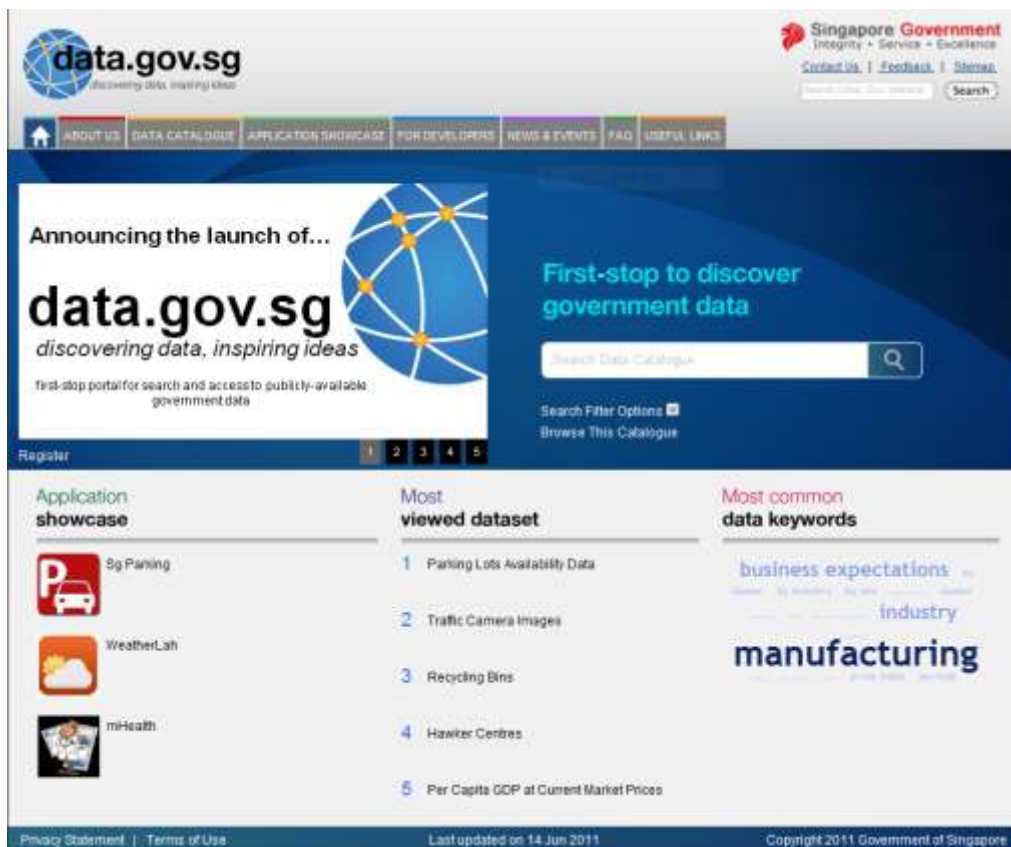 data.gov.sg
discovering data, inspiring ideas
Singapore Government
Integrity • Service • Excellence
Contact Us | Feedback | Sitemap
Search
ABOUT US
DATA CATALOGUE
APPLICATION SHOWCASE
FOR DEVELOPERS
NEWS & EVENTS
FAQ
USEFUL LINKS
Announcing the launch of...
data.gov.sg
discovering data, inspiring ideas
first-stop portal for search and access to publicly-available
government data
Register
1 2 3 4 5
First-stop to discover
government data
Search Data Catalogue
Search Filter Options
Browse This Catalogue
Application
showcase
Sg Parking
WeatherLah
mHealth
Most
viewed dataset
1 Parking Lots Availability Data
2 Traffic Camera Images
3 Recycling Bins
4 Hawker Centres
5 Per Capita GDP at Current Market Prices
Most common
data keywords
business expectations
industry
manufacturing
Privacy Statement | Terms of Use
Last updated on 14 Jun 2011
Copyright 2011 Government of Singapore